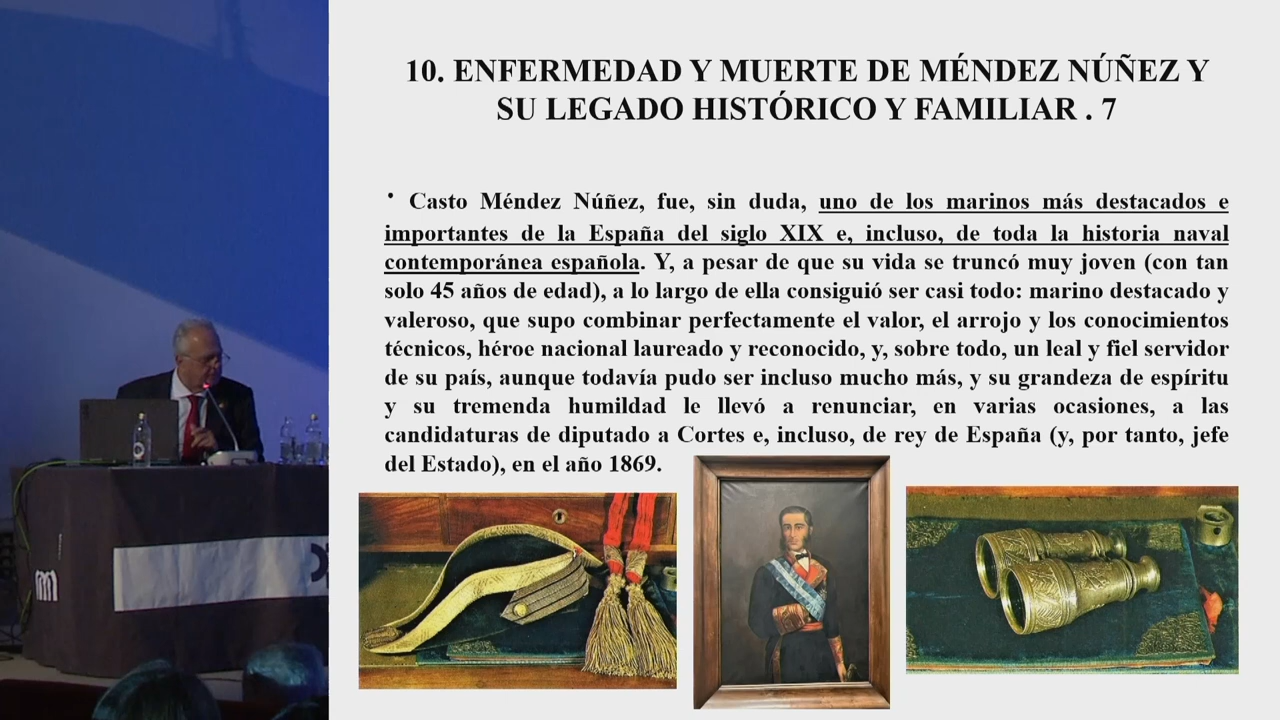 10. ENFERMEDAD Y MUERTE DE MÉNDEZ NÚÑEZ Y
SU LEGADO HISTÓRICO Y FAMILIAR . 7
• Casto Méndez Núñez, fue, sin duda, uno de los marinos más destacados e
importantes de la España del siglo XIX e, incluso, de toda la historia naval
contemporánea española. Y, a pesar de que su vida se truncó muy joven (con tan
solo 45 años de edad), a lo largo de ella consiguió ser casi todo: marino destacado y
valeroso, que supo combinar perfectamente el valor, el arrojo y los conocimientos
técnicos, héroe nacional laureado y reconocido, y, sobre todo, un leal y fiel servidor
de su país, aunque todavía pudo ser incluso mucho más, y su grandeza de espíritu
y su tremenda humildad le llevó a renunciar, en varias ocasiones, a las
candidaturas de diputado a Cortes e, incluso, de rey de España (y, por tanto, jefe
del Estado), en el año 1869.